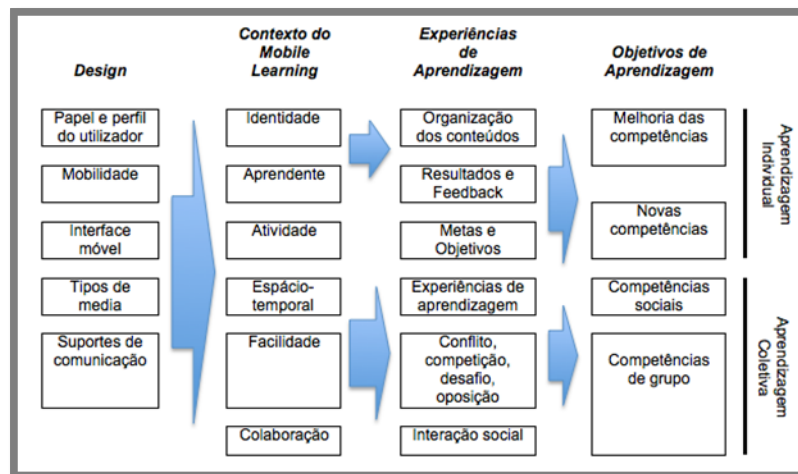 Design
Contexto do
Mobile
Learning
Experiências
de
Aprendizagem
Objetivos de
Aprendizagem
Papel e perfil
do utilizador
Mobilidade
Interface
móvel
Tipos de
media
Suportes de
comunicação
Identidade
Aprendente
Atividade
Espácio-
temporal
Facilidade
Colaboração
Organização
dos conteúdos
Resultados e
Feedback
Metas e
Objetivos
Experiências de
aprendizagem
Conflito,
competição,
desafio,
oposição
Interação social
Melhoria das
competências
Novas
competências
Competências
sociais
Competências
de grupo
Aprendizagem
Individual
Aprendizagem
Coletiva